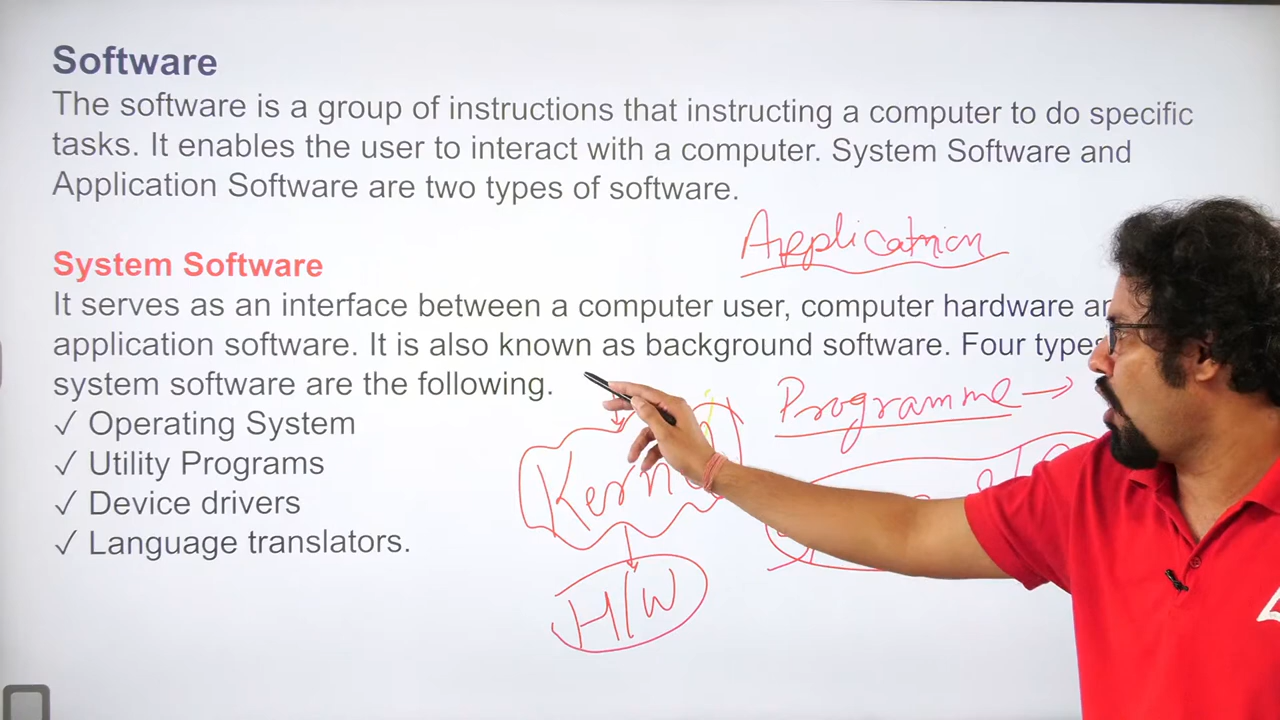 Software
The software is a group of instructions that instructing a computer to do specific
tasks. It enables the user to interact with a computer. System Software and
Application Software are two types of software.
Application
System Software
It serves as an interface between a computer user, computer hardware
application software. It is also known as background software. Four types
system software are the following.
Programme →
✓ Operating System
✓ Utility Programs
✓ Device drivers
✓ Language translators.
H/W